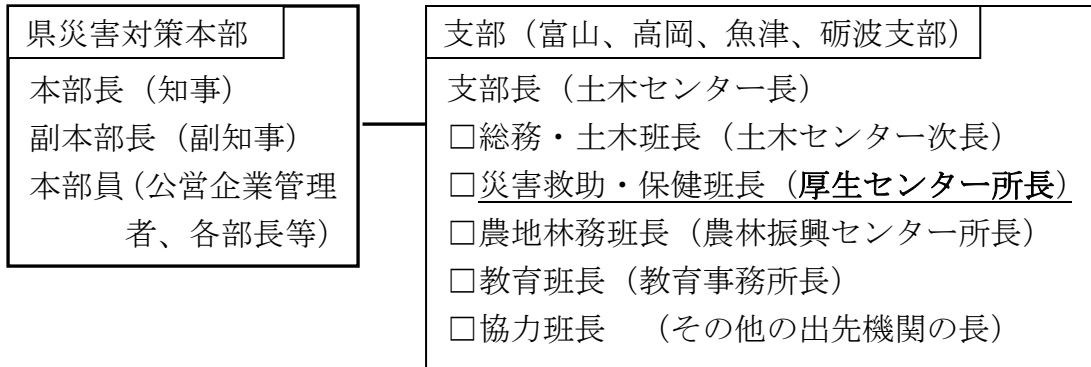 県災害対策本部
本部長（知事）
副本部長（副知事）
本部員（公営企業管理
者、各部長等）
支部（富山、高岡、魚津、砺波支部）
支部長（土木センター長）
□総務・土木班長（土木センター次長）
□災害救助・保健班長（厚生センター所長）
□農地林務班長（農林振興センター所長）
□教育班長（教育事務所長）
□協力班長　（その他の出先機関の長）